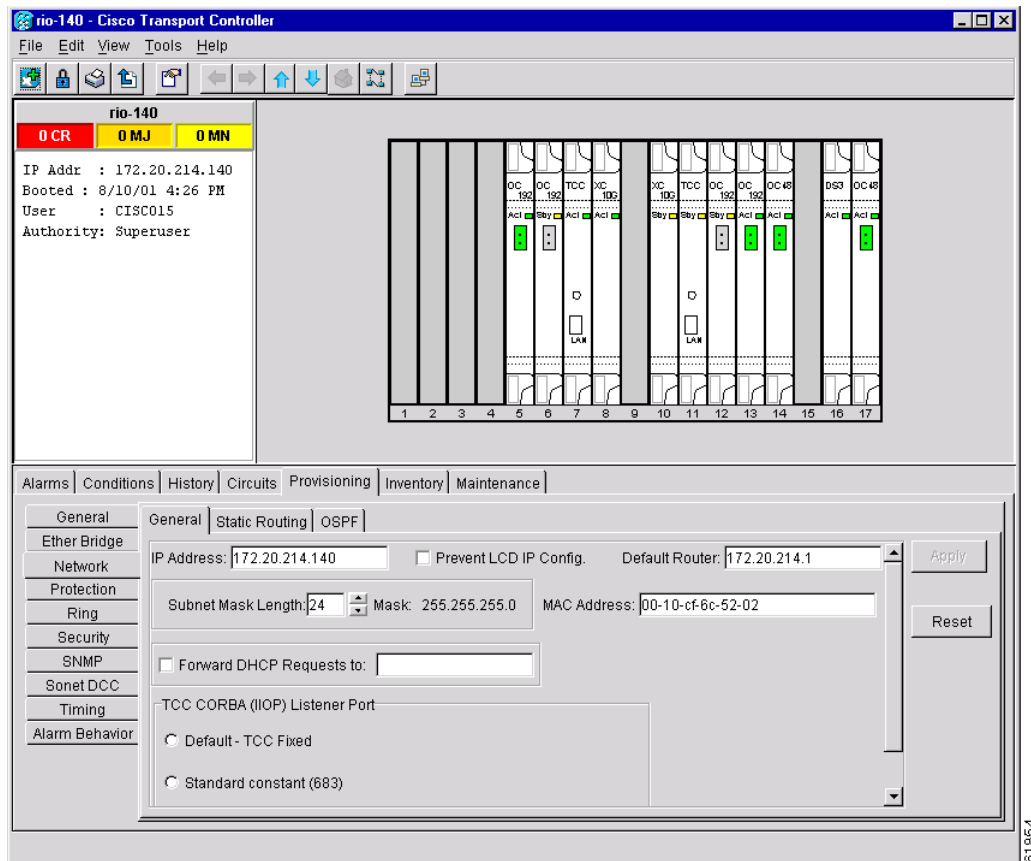 rio-140 - Cisco Transport Controller
File Edit View Tools Help
rio-140
0 CR 0 MJ 0 MN
IP Addr : 172.20.214.140
Booted : 8/10/01 4:26 PM
User : CISCO15
Authority: Superuser
OC 192 OC 192 TCC XC 10G XC 10G TCC OC 192 OC 192 OC48 DS3 OC48
Act Sby Act Act Sby Sby Sby Act Act Act Act
LAN LAN
1 2 3 4 5 6 7 8 9 10 11 12 13 14 15 16 17
Alarms Conditions History Circuits Provisioning Inventory Maintenance
General
Ether Bridge
Network
Protection
Ring
Security
SNMP
Sonet DCC
Timing
Alarm Behavior
General Static Routing OSPF
IP Address: 172.20.214.140 Prevent LCD IP Config. Default Router: 172.20.214.1
Subnet Mask Length: 24 Mask: 255.255.255.0 MAC Address: 00-10-cf-6c-52-02
Forward DHCP Requests to:
TCC CORBA (IIOP) Listener Port
Default - TCC Fixed
Standard constant (683)
Apply
Reset
61964